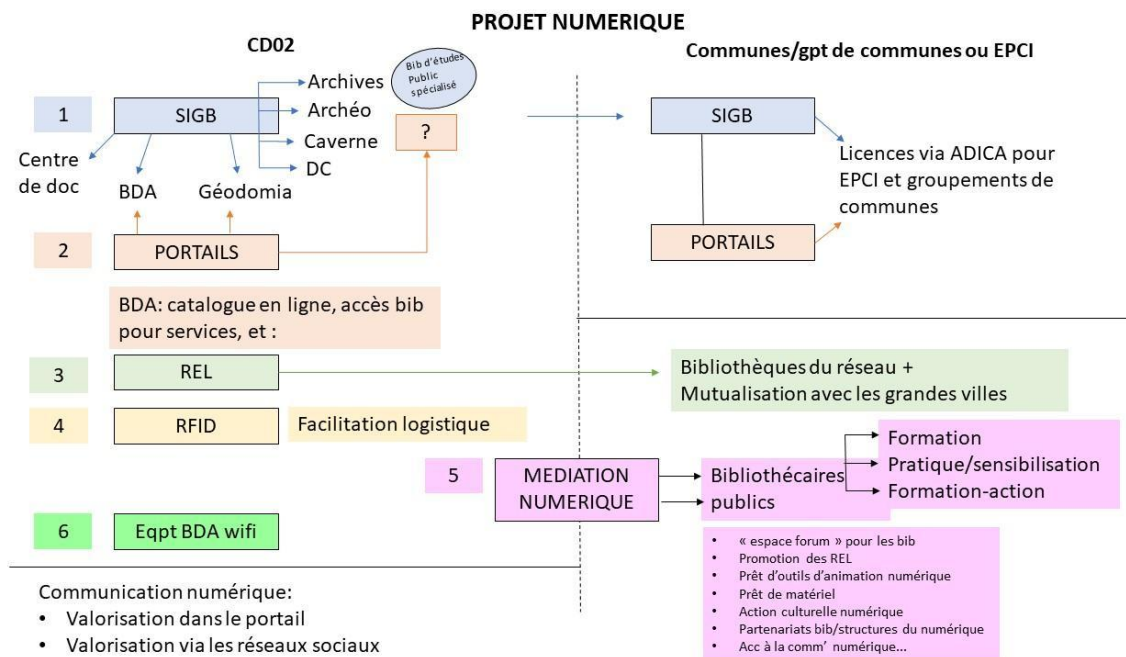 PROJET NUMERIQUE
CD02
Communes/gpt de communes ou EPCI
Bib d'études
Public
spécialisé
Archives
1
SIGB
Archéo
?
Caverne
DC
Centre
de doc
BDA
Géodomia
SIGB
Licences via ADICA pour
EPCI et groupements de
communes
2
PORTAILS
PORTAILS
BDA: catalogue en ligne, accès bib
pour services, et :
3
REL
Bibliothèques du réseau +
Mutualisation avec les grandes villes
4
RFID
Facilitation logistique
5
MEDIATION
NUMERIQUE
Bibliothécaires
publics
Formation
Pratique/sensibilisation
Formation-action
6
Eqpt BDA wifi
• « espace forum » pour les bib
• Promotion des REL
• Prêt d'outils d'animation numérique
• Prêt de matériel
• Action culturelle numérique
• Partenariats bib/structures du numérique
• Acc à la comm' numérique...
Communication numérique:
• Valorisation dans le portail
• Valorisation via les réseaux sociaux